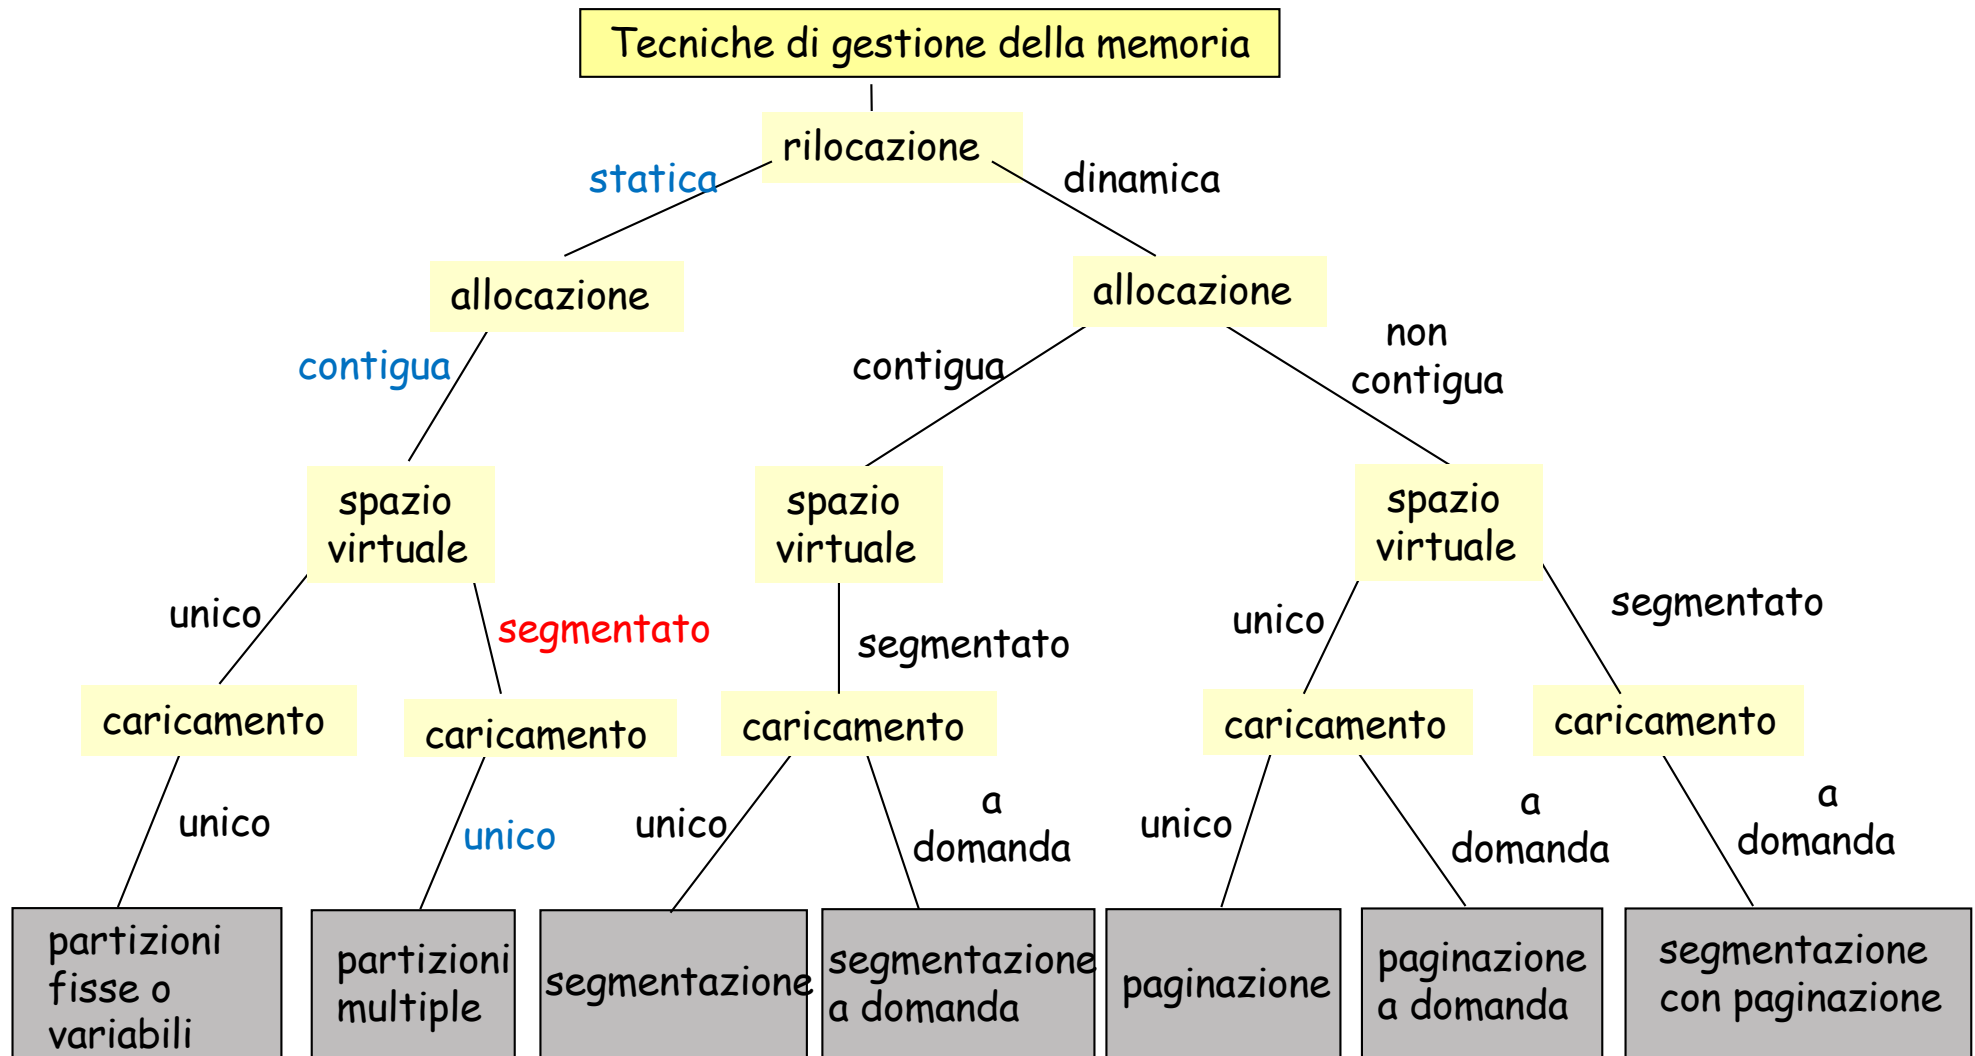 Tecniche di gestione della memoria
rilocazione
statica
dinamica
allocazione
allocazione
contigua
contigua
non
contigua
spazio
virtuale
spazio
virtuale
spazio
virtuale
unico
segmentato
segmentato
unico
segmentato
caricamento
caricamento
caricamento
caricamento
caricamento
unico
unico
unico
a
domanda
unico
a
domanda
a
domanda
partizioni
fisse o
variabili
partizioni
multiple
segmentazione
segmentazione
a domanda
paginazione
paginazione
a domanda
segmentazione
con paginazione